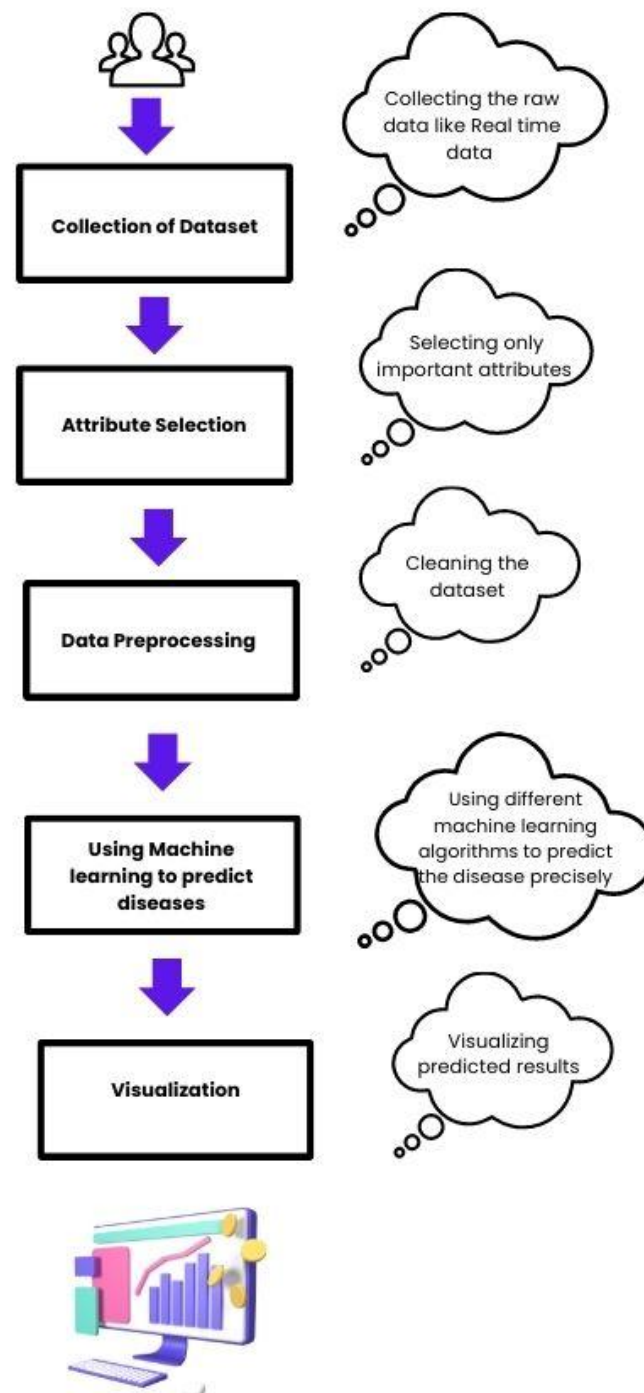 Collecting the raw
data like Real time
data
Collection of Dataset
Selecting only
important attributes
Attribute Selection
Cleaning the
dataset
Data Preprocessing
Using different
machine learning
algorithms to predict
the disease precisely
Using Machine
learning to predict
diseases
Visualizing
predicted results
Visualization